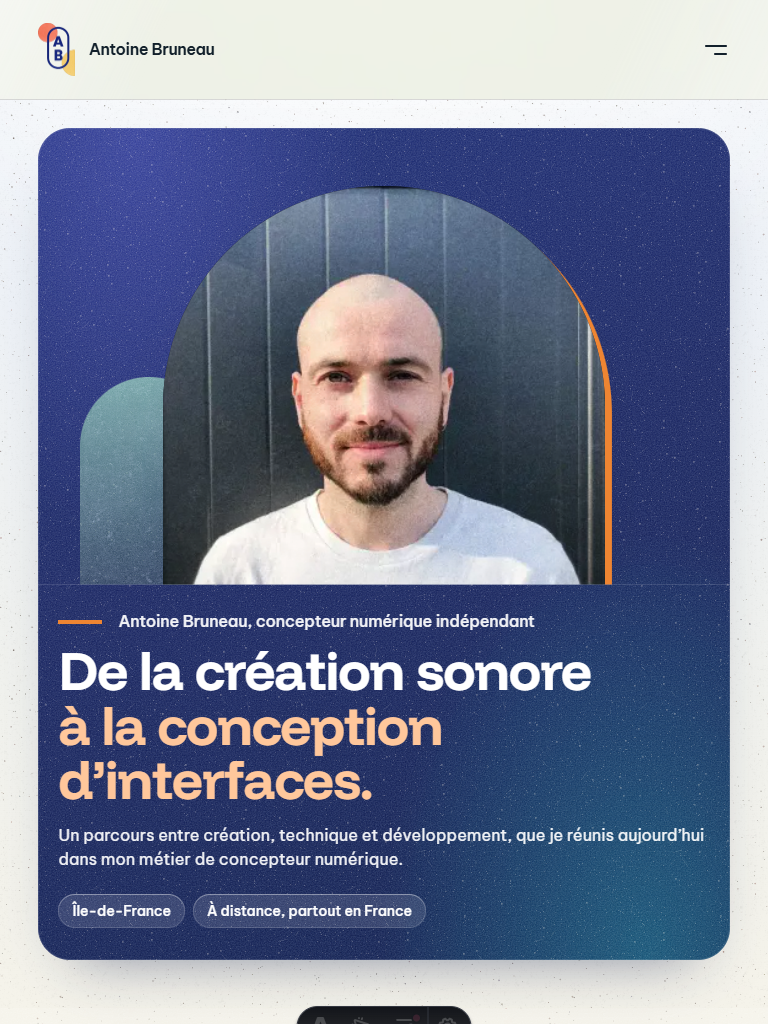 A
B
Antoine Bruneau
Antoine Bruneau, concepteur numérique indépendant
De la création sonore
à la conception
d’interfaces.
Un parcours entre création, technique et développement, que je réunis aujourd’hui
dans mon métier de concepteur numérique.
Île-de-France
À distance, partout en France